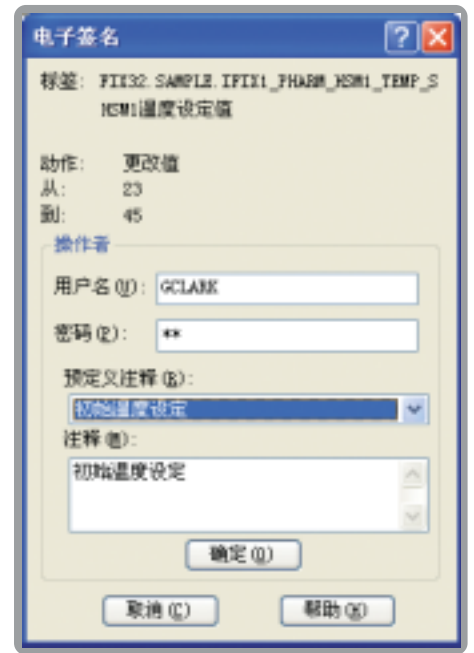 电子签名
标签: FIX32.SAMPLE.IFIX1_PHARM_HSM1_TEMP_S
HSM1温度设定值
动作: 更改值
从: 23
到: 45
操作者
用户名(U): GCLARK
密码(P): **
预定义注释(R):
初始温度设定
注释(M):
初始温度设定
确定(O)
取消(C)
帮助(H)